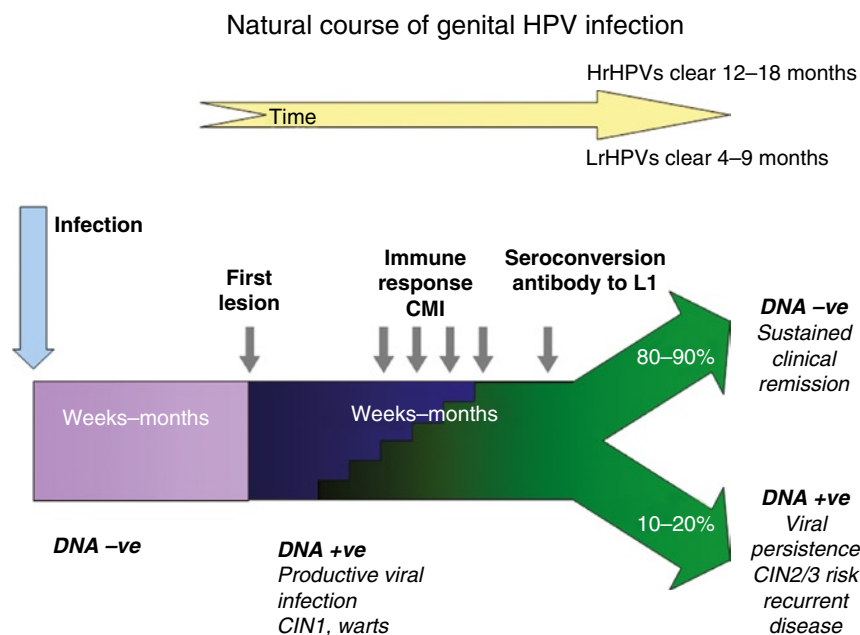 Natural course of genital HPV infection
HrHPVs clear 12–18 months
Time
LrHPVs clear 4–9 months
Infection
First
lesion
Immune
response
CMI
Seroconversion
antibody to L1
DNA –ve
Sustained
clinical
remission
80–90%
Weeks–months
Weeks–months
10–20%
DNA +ve
Viral
persistence
CIN2/3 risk
recurrent
disease
DNA –ve
DNA +ve
Productive viral
infection
CIN1, warts